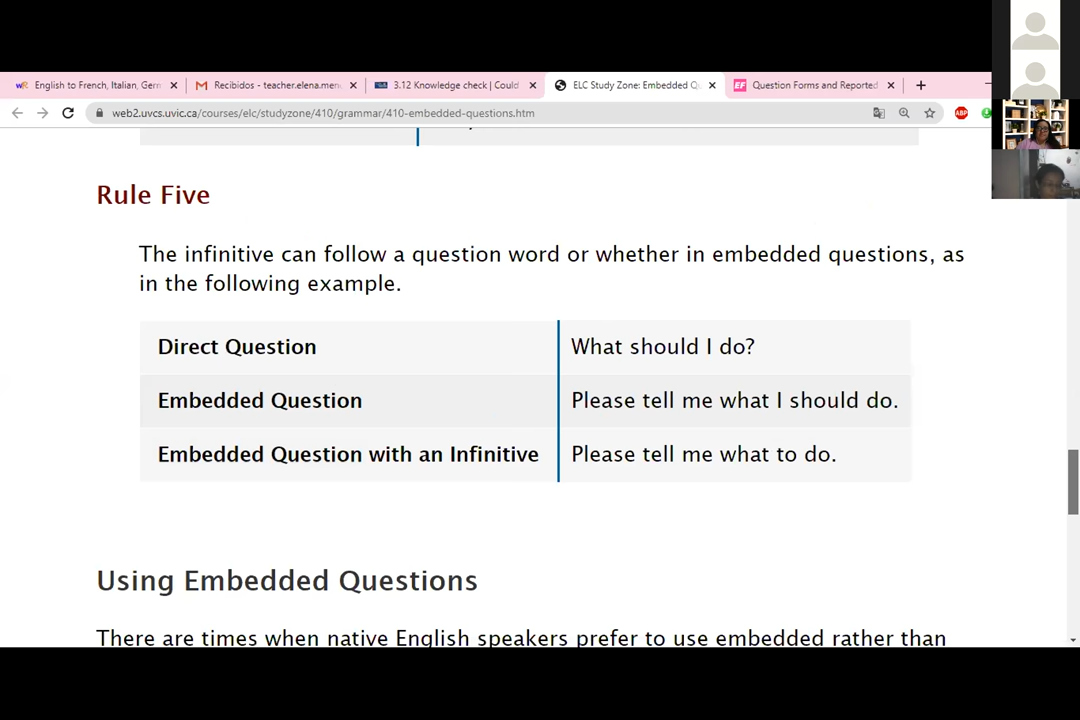 English to French, Italian, Germ
Recibidos - teacher.elena.men
3.12 Knowledge check | Could
ELC Study Zone: Embedded Q
Question Forms and Reported
web2.uvcs.uvic.ca/courses/elc/studyzone/410/grammar/410-embedded-questions.htm
ABP
Rule Five
The infinitive can follow a question word or whether in embedded questions, as
in the following example.
Direct Question What should I do?
Embedded Question Please tell me what I should do.
Embedded Question with an Infinitive Please tell me what to do.
Using Embedded Questions
There are times when native English speakers prefer to use embedded rather than